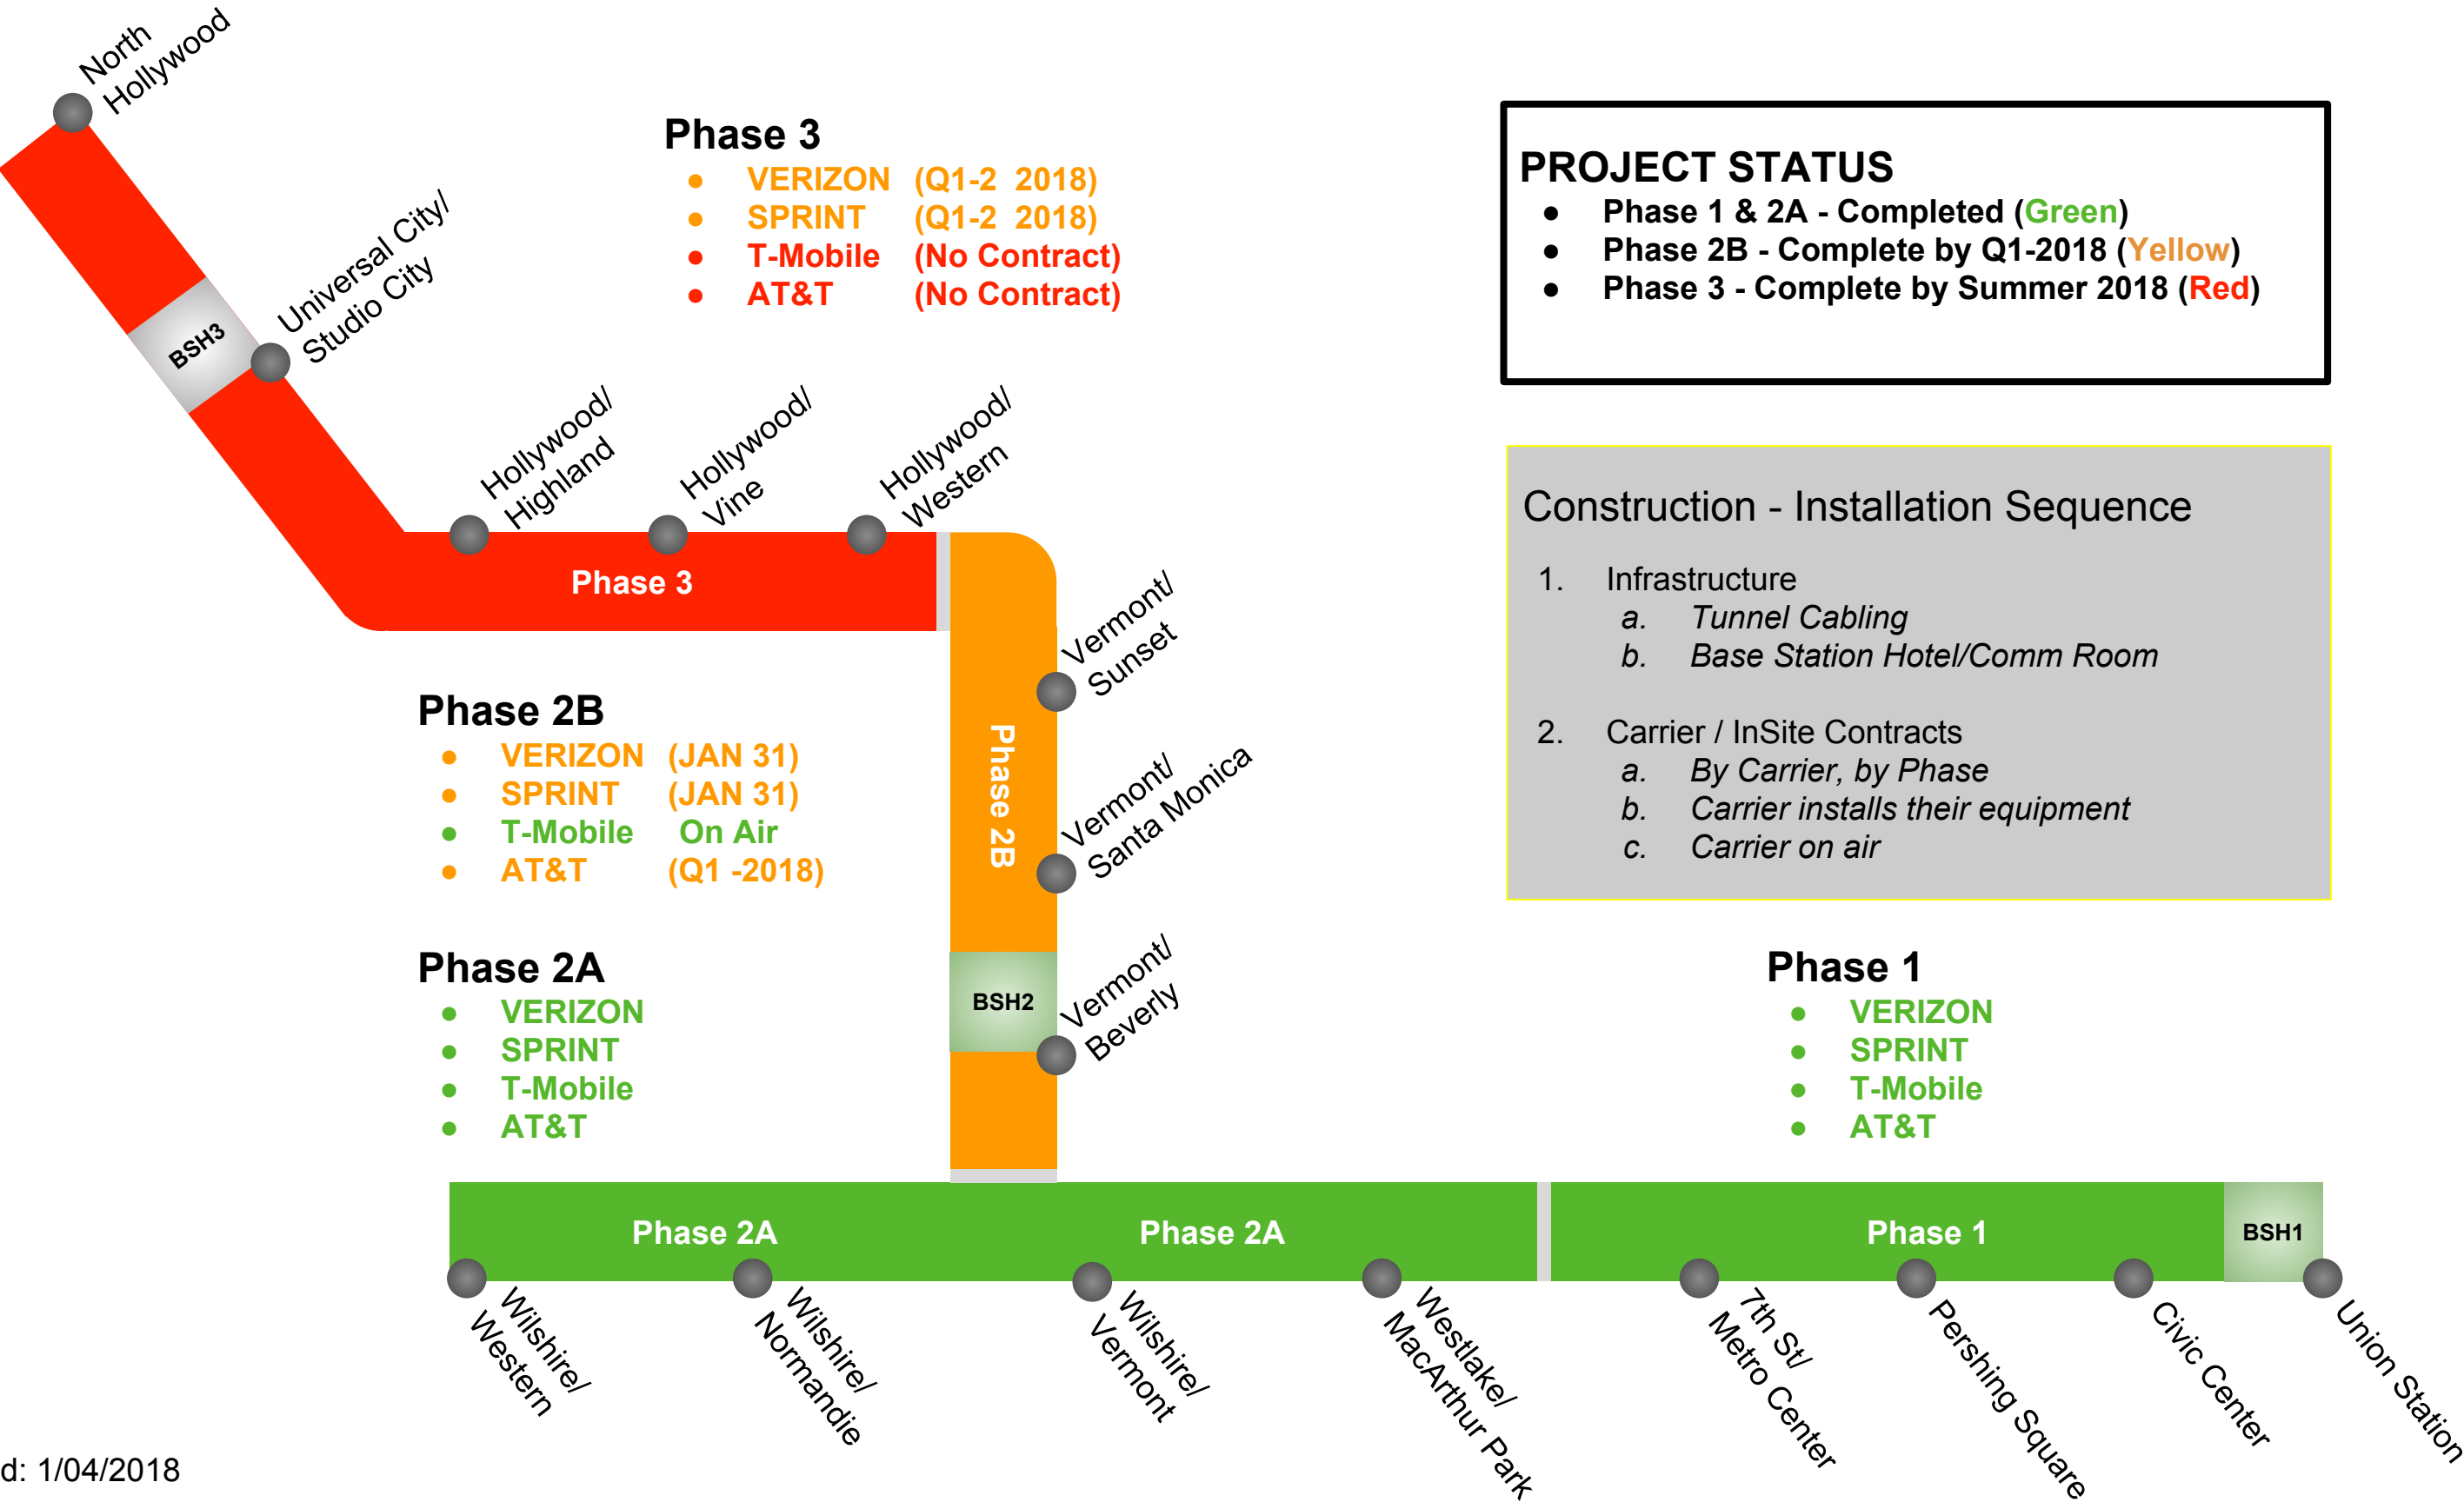 North
Hollywood
Universal City/
Studio City
BSH3
Hollywood/
Highland
Hollywood/
Vine
Hollywood/
Western
Phase 3
Phase 3
● VERIZON (Q1-2 2018)
● SPRINT (Q1-2 2018)
● T-Mobile (No Contract)
● AT&T (No Contract)
PROJECT STATUS
● Phase 1 & 2A - Completed (Green)
● Phase 2B - Complete by Q1-2018 (Yellow)
● Phase 3 - Complete by Summer 2018 (Red)
Construction - Installation Sequence
1. Infrastructure
a. Tunnel Cabling
b. Base Station Hotel/Comm Room
2. Carrier / InSite Contracts
a. By Carrier, by Phase
b. Carrier installs their equipment
c. Carrier on air
Phase 2B
● VERIZON (JAN 31)
● SPRINT (JAN 31)
● T-Mobile On Air
● AT&T (Q1 -2018)
Phase 2B
Vermont/
Sunset
Vermont/
Santa Monica
BSH2
Vermont/
Beverly
Phase 2A
● VERIZON
● SPRINT
● T-Mobile
● AT&T
Phase 1
● VERIZON
● SPRINT
● T-Mobile
● AT&T
Phase 2A
Phase 2A
Phase 1
BSH1
Wilshire/
Western
Wilshire/
Normandie
Wilshire/
Vermont
Westlake/
MacArthur Park
7th St/
Metro Center
Pershing Square
Civic Center
Union Station
d: 1/04/2018